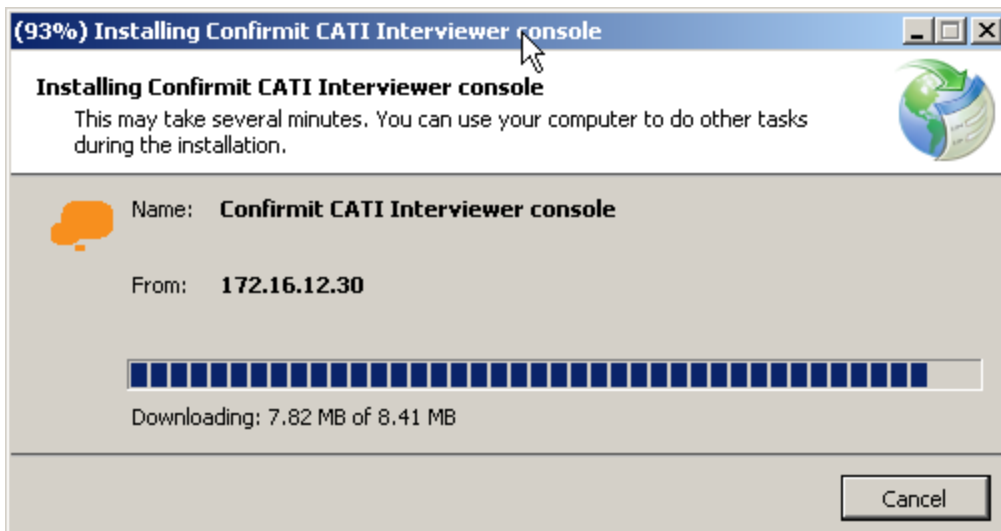 (93%) Installing Confirmit CATI Interviewer console
Installing Confirmit CATI Interviewer console
This may take several minutes. You can use your computer to do other tasks
during the installation.
Name: Confirmit CATI Interviewer console
From: 172.16.12.30
Downloading: 7.82 MB of 8.41 MB
Cancel